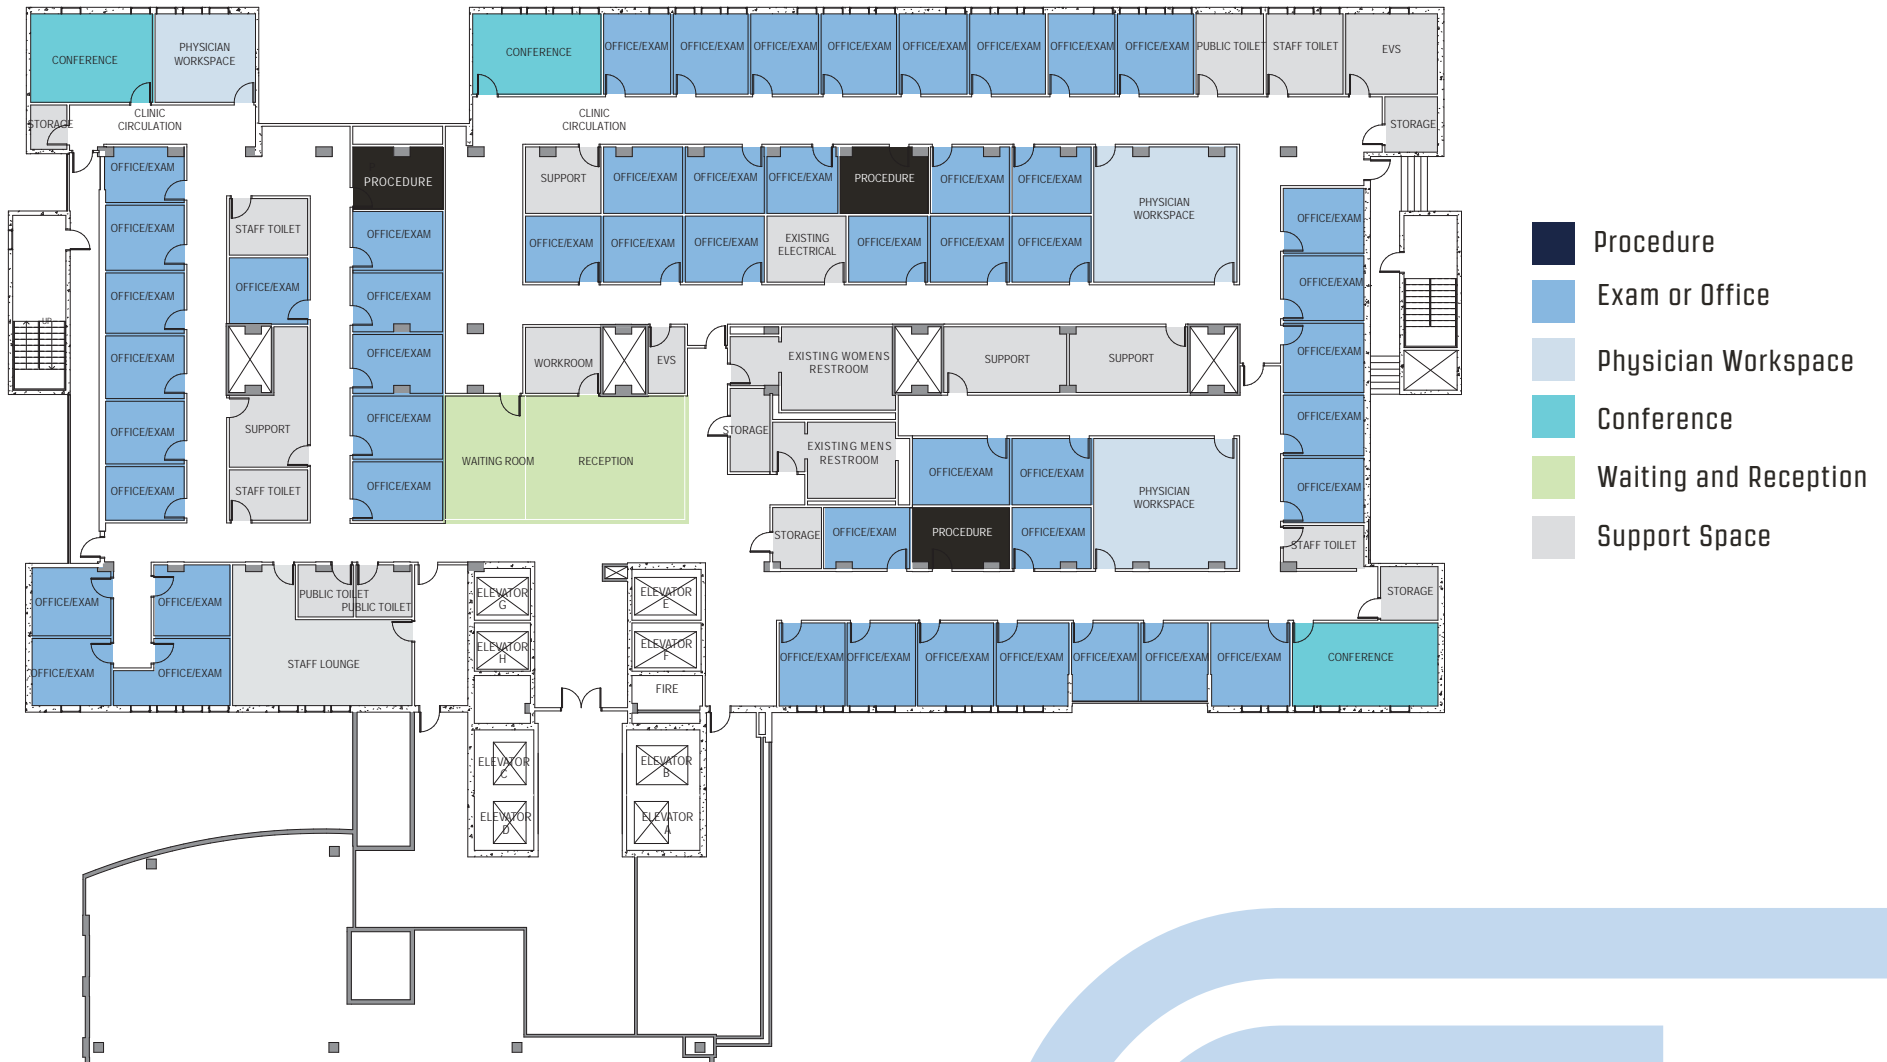 CONFERENCE
PHYSICIAN
WORKSPACE
CONFERENCE
OFFICE/EXAM
OFFICE/EXAM
OFFICE/EXAM
OFFICE/EXAM
OFFICE/EXAM
OFFICE/EXAM
OFFICE/EXAM
OFFICE/EXAM
PUBLIC TOILET
STAFF TOILET
EVS
STORAGE
CLINIC
CIRCULATION
CLINIC
CIRCULATION
STORAGE
OFFICE/EXAM
PROCEDURE
SUPPORT
OFFICE/EXAM
OFFICE/EXAM
OFFICE/EXAM
PROCEDURE
OFFICE/EXAM
OFFICE/EXAM
PHYSICIAN
WORKSPACE
OFFICE/EXAM
OFFICE/EXAM
STAFF TOILET
OFFICE/EXAM
OFFICE/EXAM
OFFICE/EXAM
OFFICE/EXAM
EXISTING
ELECTRICAL
OFFICE/EXAM
OFFICE/EXAM
OFFICE/EXAM
Procedure
OFFICE/EXAM
OFFICE/EXAM
OFFICE/EXAM
OFFICE/EXAM
Exam or Office
UP
OFFICE/EXAM
OFFICE/EXAM
WORKROOM
EVS
EXISTING WOMENS
RESTROOM
SUPPORT
SUPPORT
OFFICE/EXAM
Physician Workspace
OFFICE/EXAM
SUPPORT
OFFICE/EXAM
STORAGE
EXISTING MENS
RESTROOM
OFFICE/EXAM
Conference
WAITING ROOM
RECEPTION
OFFICE/EXAM
OFFICE/EXAM
PHYSICIAN
WORKSPACE
OFFICE/EXAM
Waiting and Reception
OFFICE/EXAM
STAFF TOILET
OFFICE/EXAM
STORAGE
OFFICE/EXAM
PROCEDURE
OFFICE/EXAM
STAFF TOILET
Support Space
OFFICE/EXAM
OFFICE/EXAM
PUBLIC TOILET
PUBLIC TOILET
ELEVATOR
G
ELEVATOR
E
STORAGE
OFFICE/EXAM
OFFICE/EXAM
STAFF LOUNGE
ELEVATOR
H
ELEVATOR
F
FIRE
OFFICE/EXAM
OFFICE/EXAM
OFFICE/EXAM
OFFICE/EXAM
OFFICE/EXAM
OFFICE/EXAM
OFFICE/EXAM
CONFERENCE
ELEVATOR
C
ELEVATOR
B
ELEVATOR
D
ELEVATOR
A